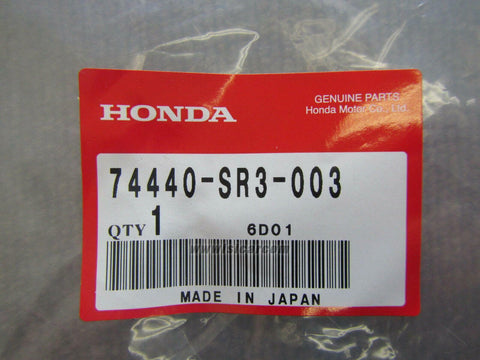 GENUINE PARTS
HONDA
Honda Motor Co., Ltd.
74440-SR3-003
QTY 1 6D01
MADE IN JAPAN